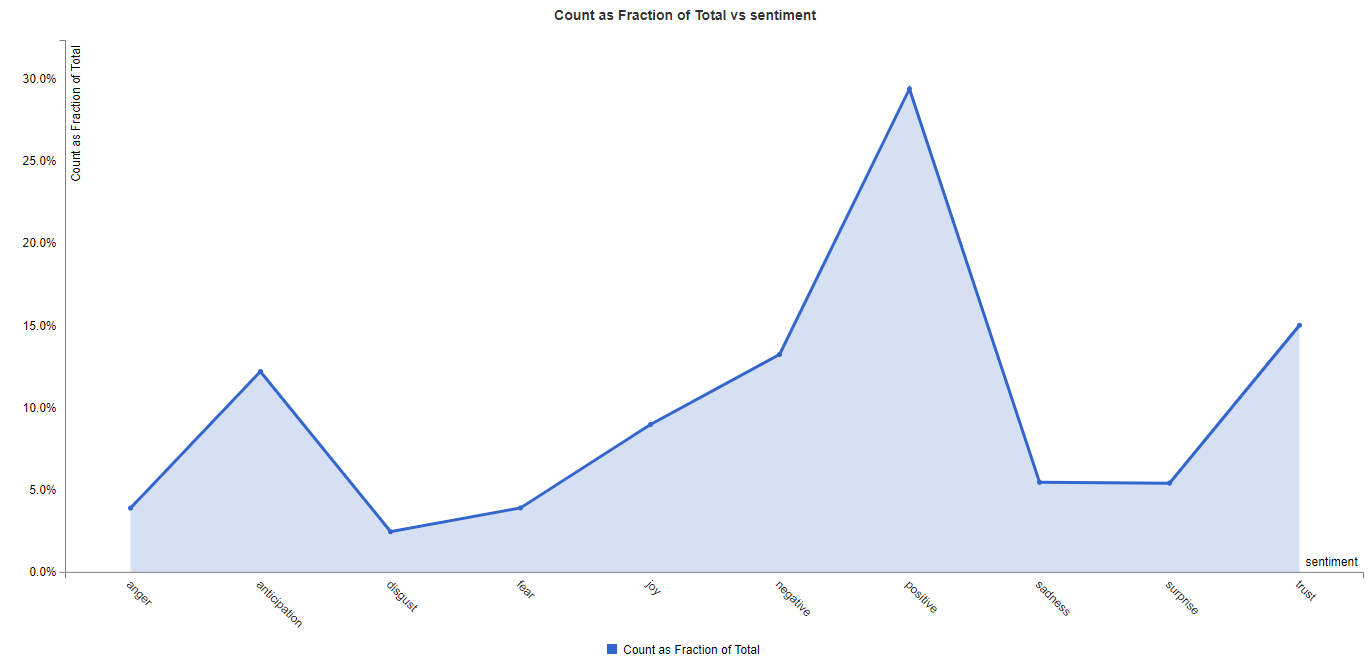 Count as Fraction of Total vs sentiment
Count as Fraction of Total
30.0%
25.0%
20.0%
15.0%
10.0%
5.0%
0.0%
sentiment
anger
anticipation
disgust
fear
joy
negative
positive
sadness
surprise
trust
Count as Fraction of Total